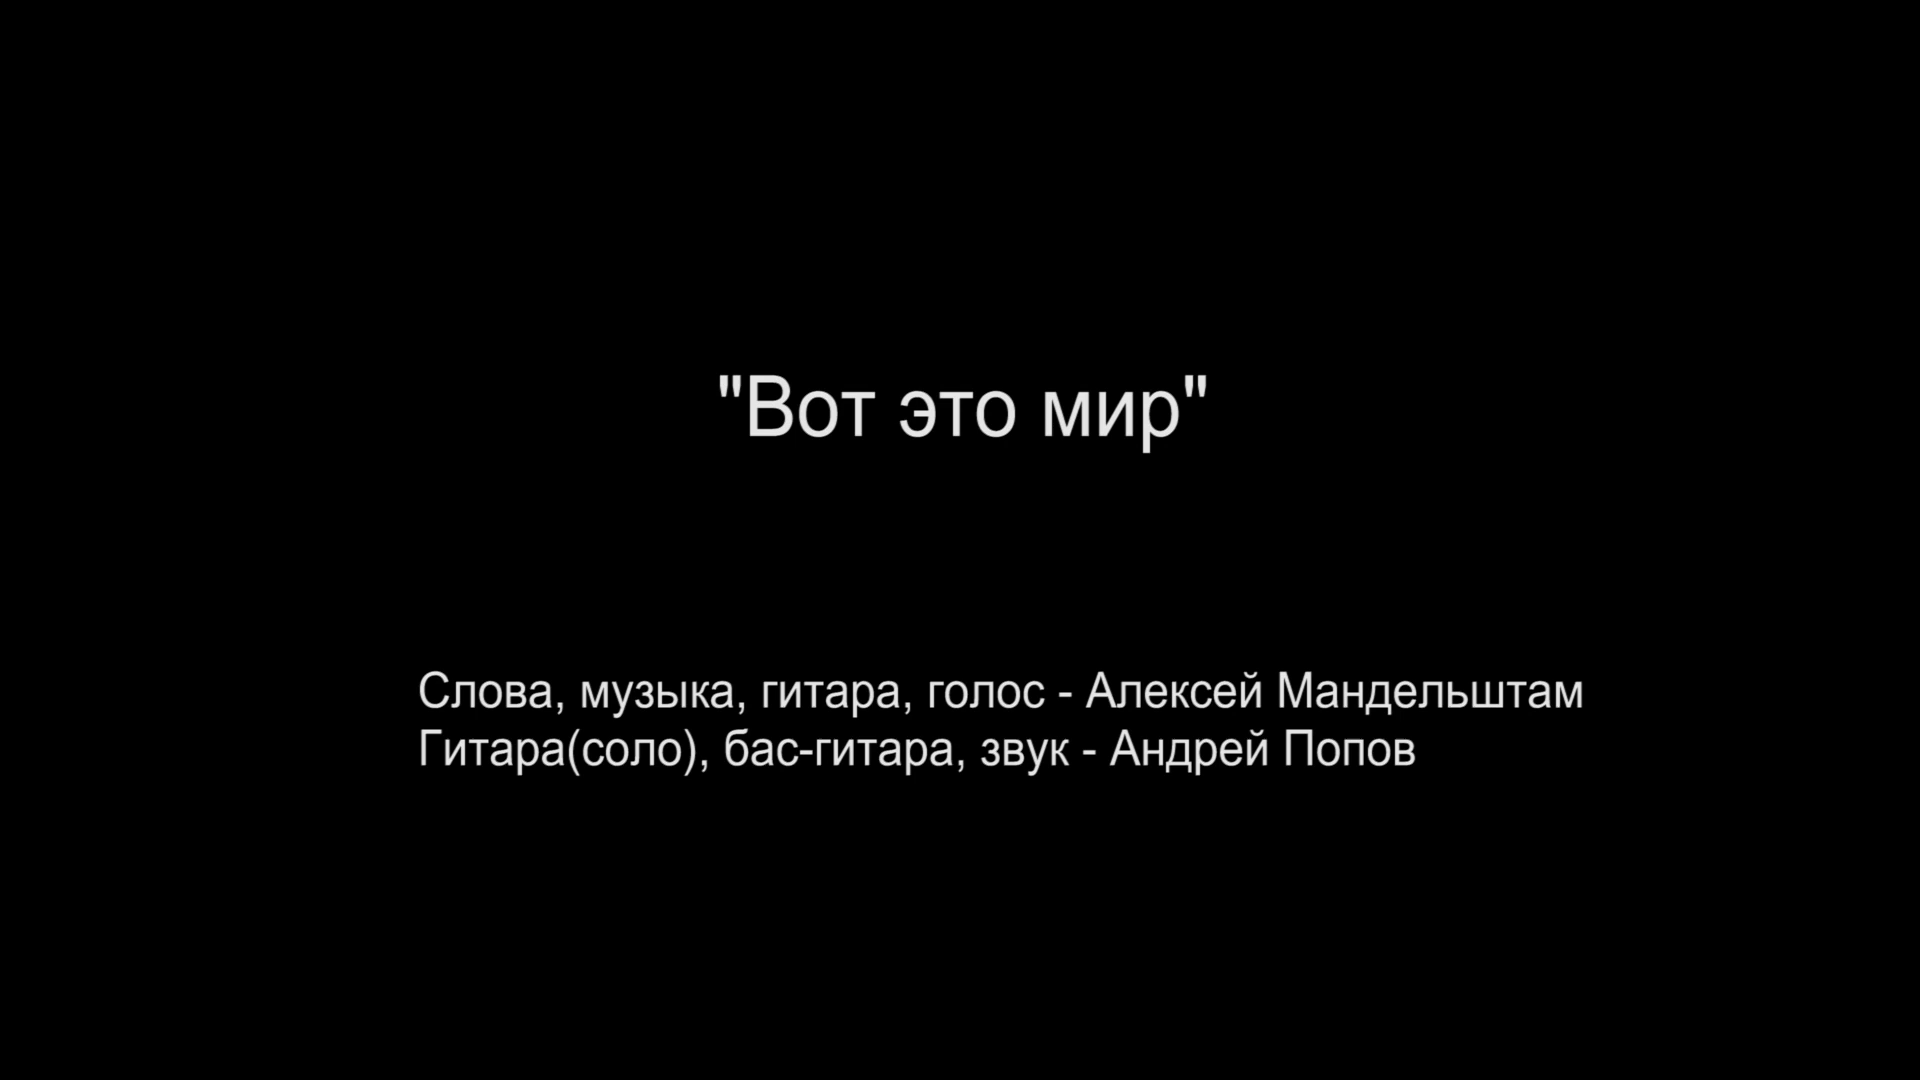 "Вот это мир"
Слова, музыка, гитара, голос - Алексей Мандельштам
Гитара(соло), бас-гитара, звук - Андрей Попов